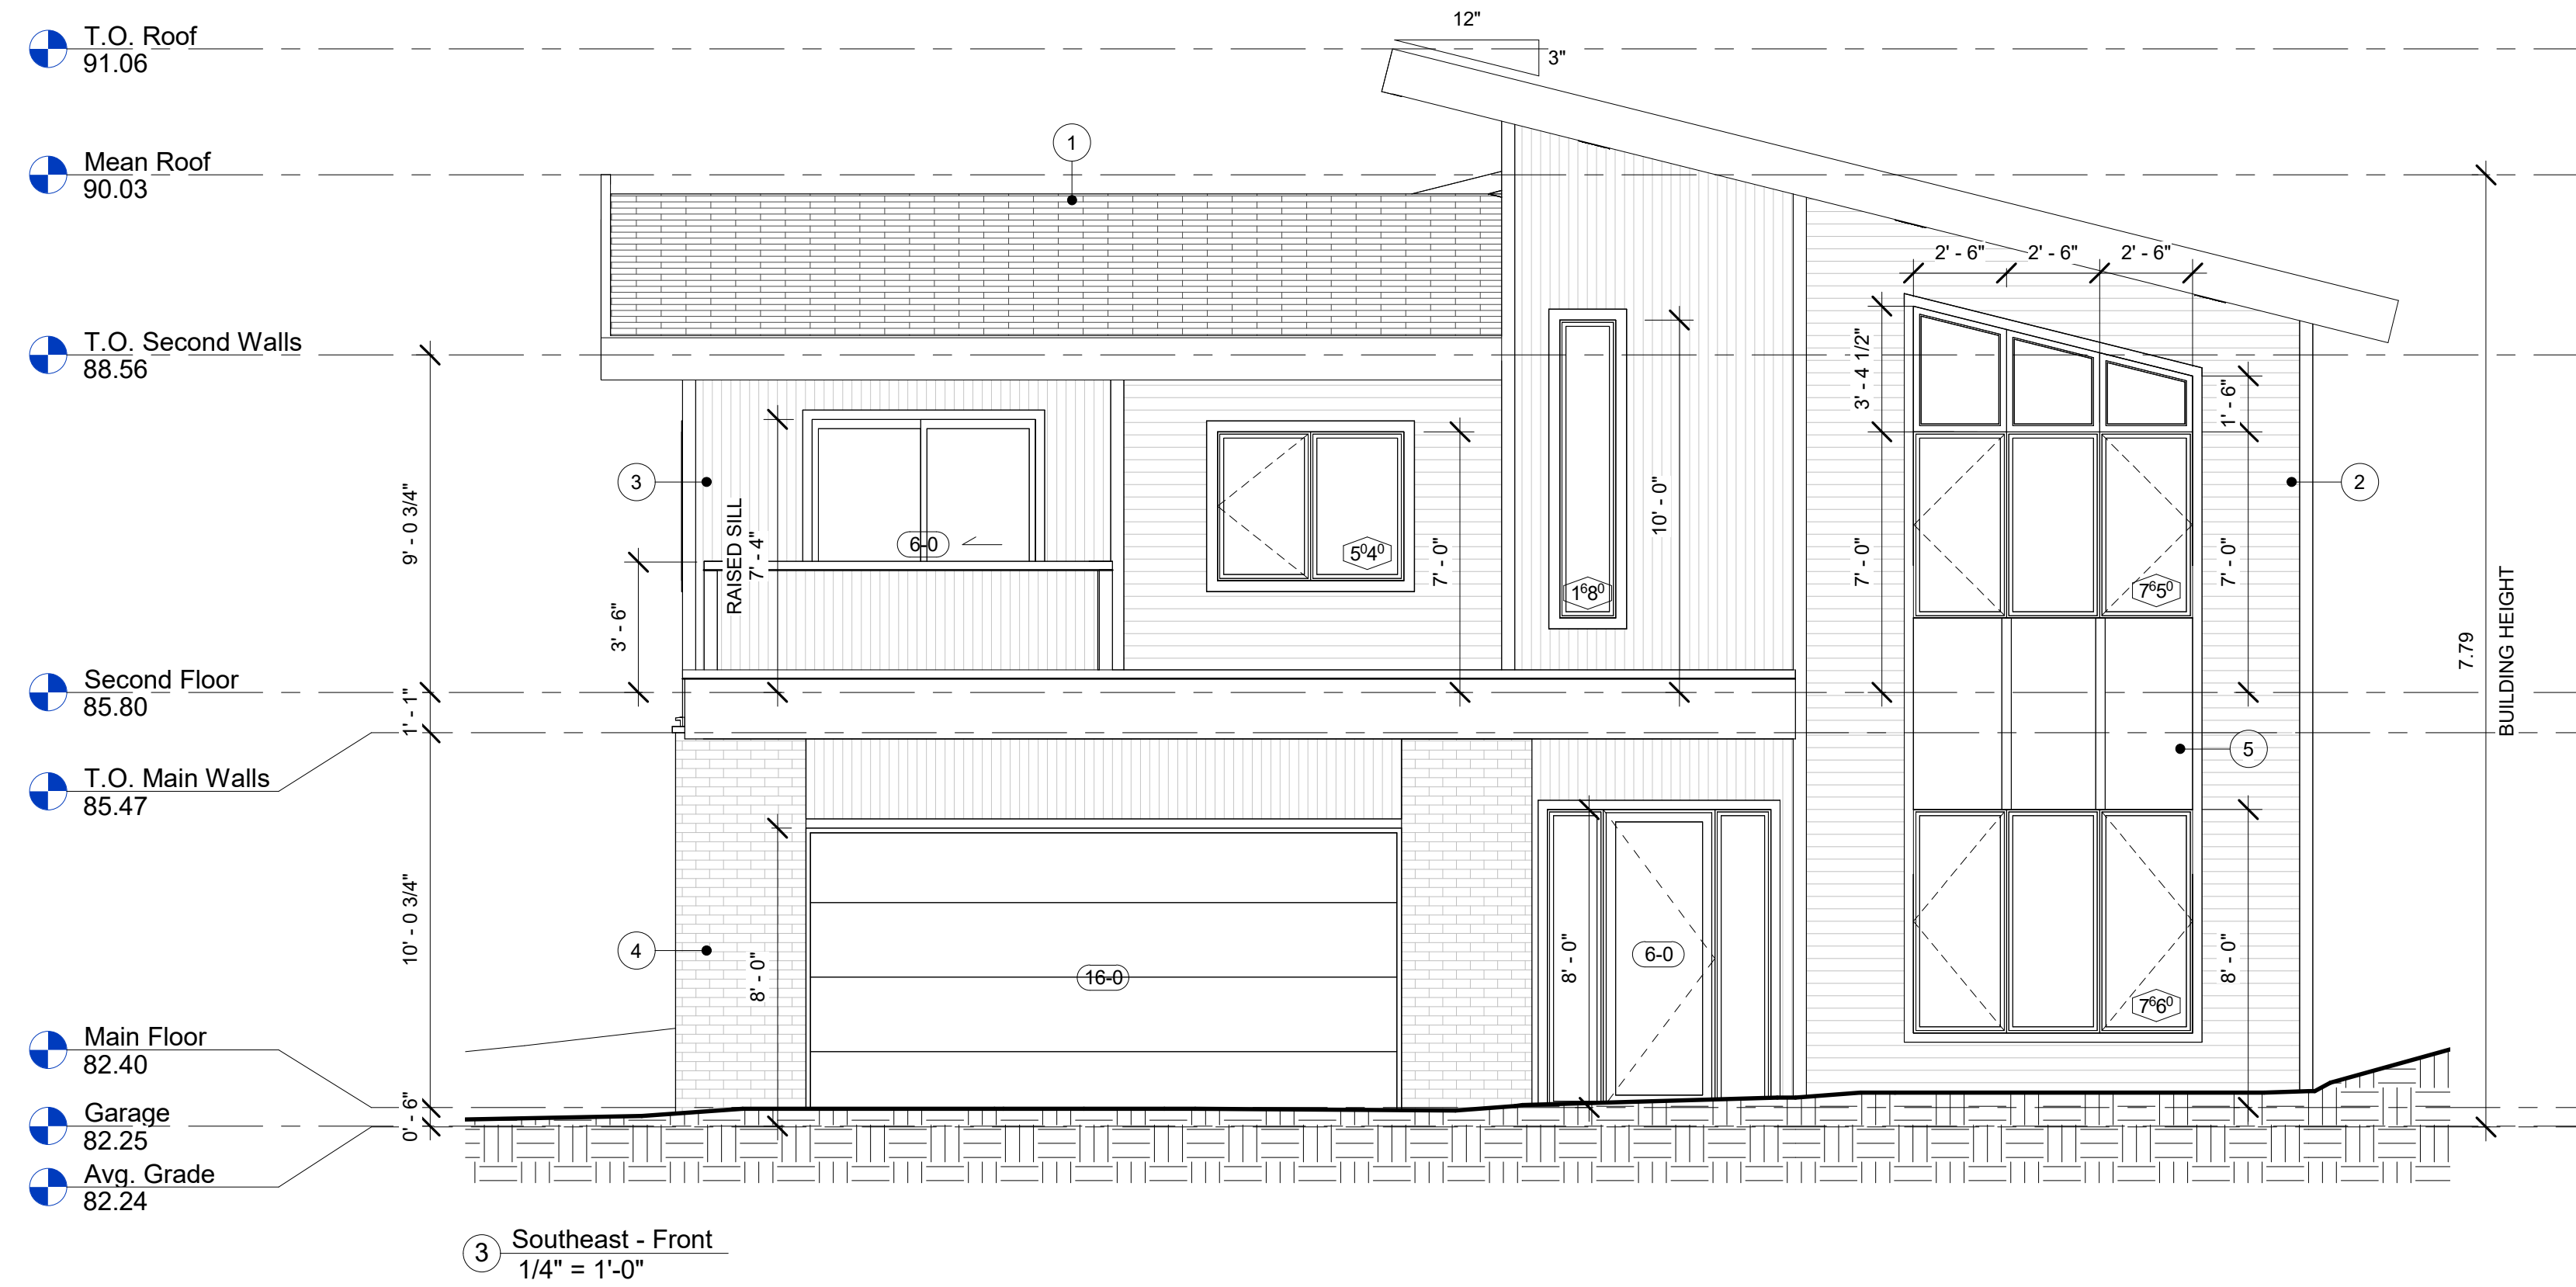 12"
3"
T.O. Roof
91.06
1
Mean Roof
90.03
2' - 6"
2' - 6"
2' - 6"
T.O. Second Walls
88.56
3' - 4 1/2"
1' - 6"
3
2
9' - 0 3/4"
RAISED SILL
7' - 4"
6-0
5⁰4⁰
7' - 0"
10' - 0"
1⁶8⁰
7' - 0"
7⁶5⁰
7' - 0"
3' - 6"
7.79
BUILDING HEIGHT
Second Floor
85.80
1' - 1"
5
T.O. Main Walls
85.47
10' - 0 3/4"
4
8' - 0"
16-0
8' - 0"
6-0
8' - 0"
7⁶6⁰
Main Floor
82.40
0' - 6"
Garage
82.25
Avg. Grade
82.24
3
Southeast - Front
1/4" = 1'-0"